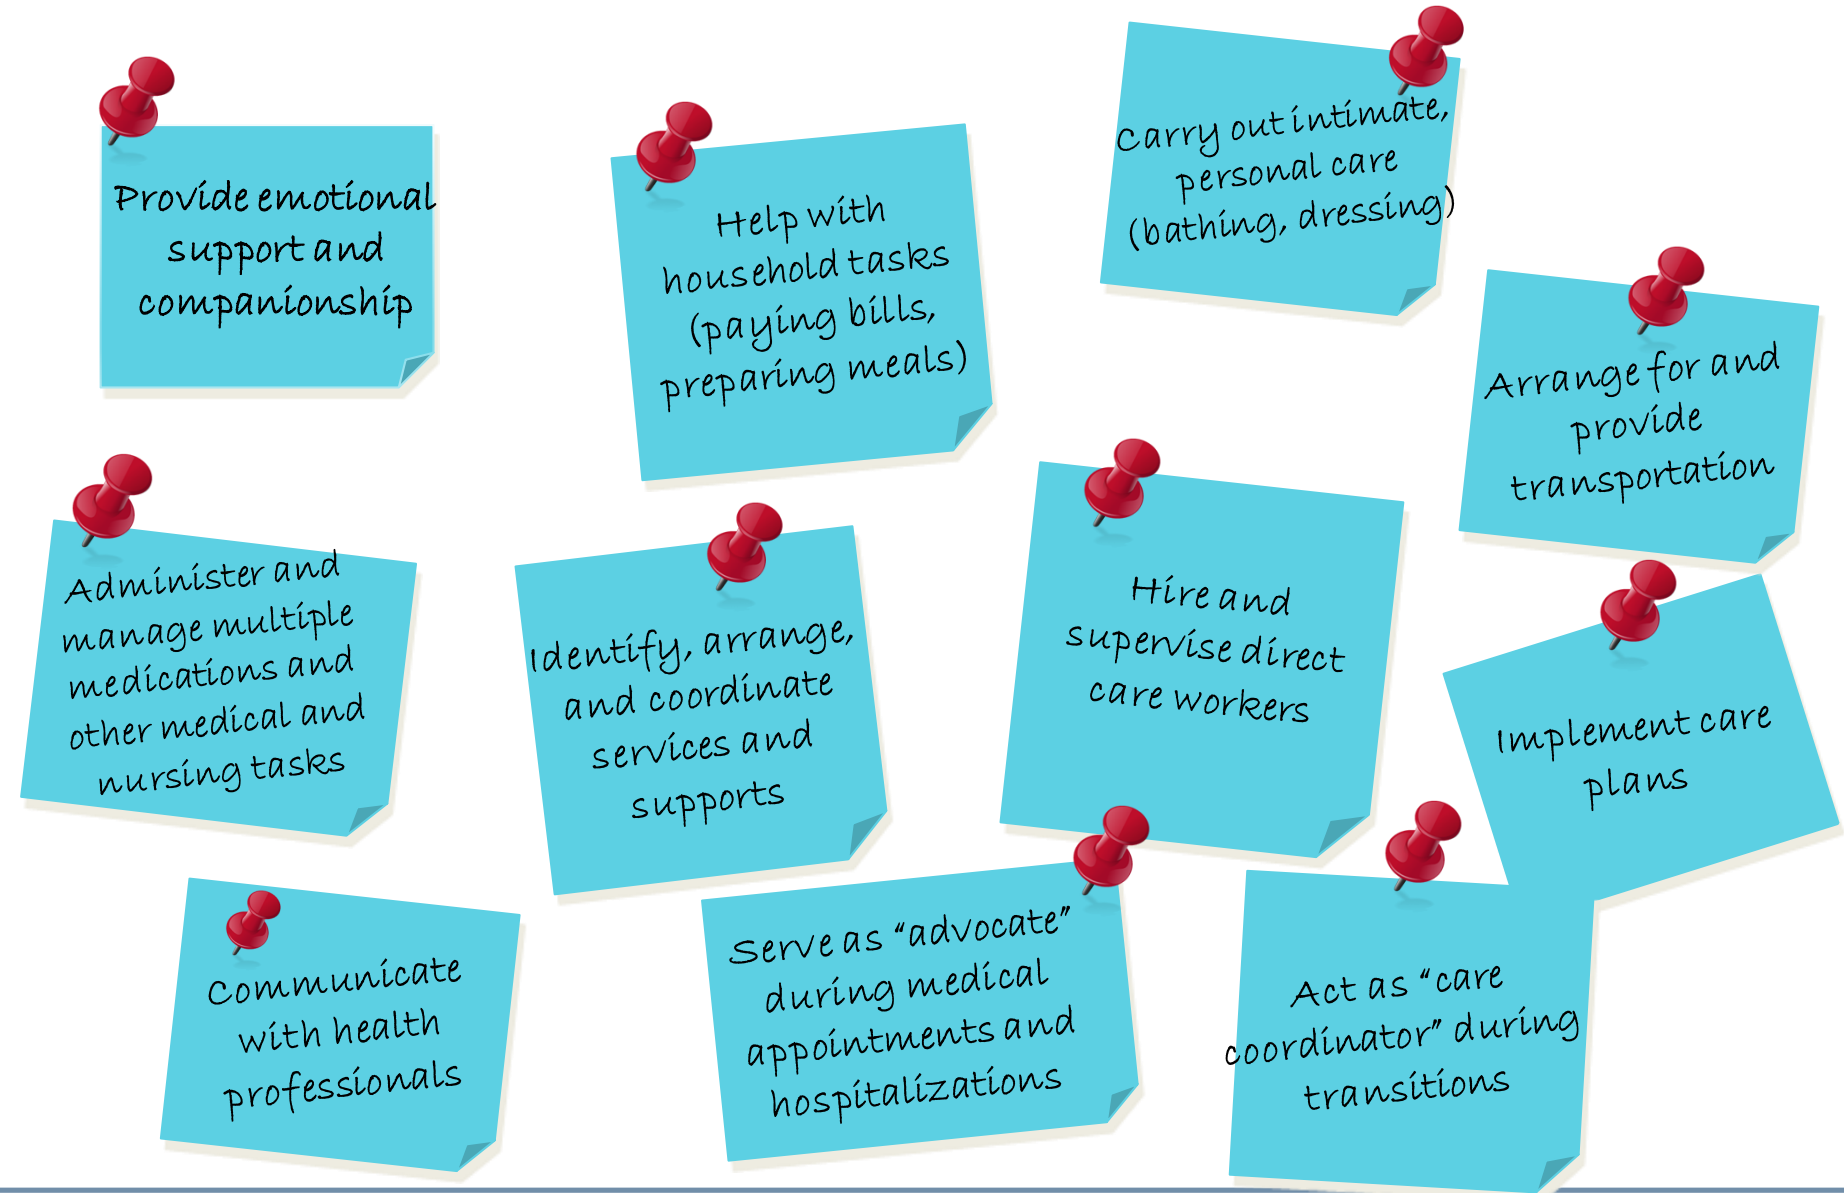 Provide emotional
support and
companionship
Help with
household tasks
(paying bills,
preparing meals)
Carry out intimate,
personal care
(bathing, dressing)
Arrange for and
provide
transportation
Administer and
manage multiple
medications and
other medical and
nursing tasks
Identify, arrange,
and coordinate
services and
supports
Hire and
supervise direct
care workers
Implement care
plans
Communicate
with health
professionals
Serve as “advocate”
during medical
appointments and
hospitalizations
Act as “care
coordinator” during
transitions